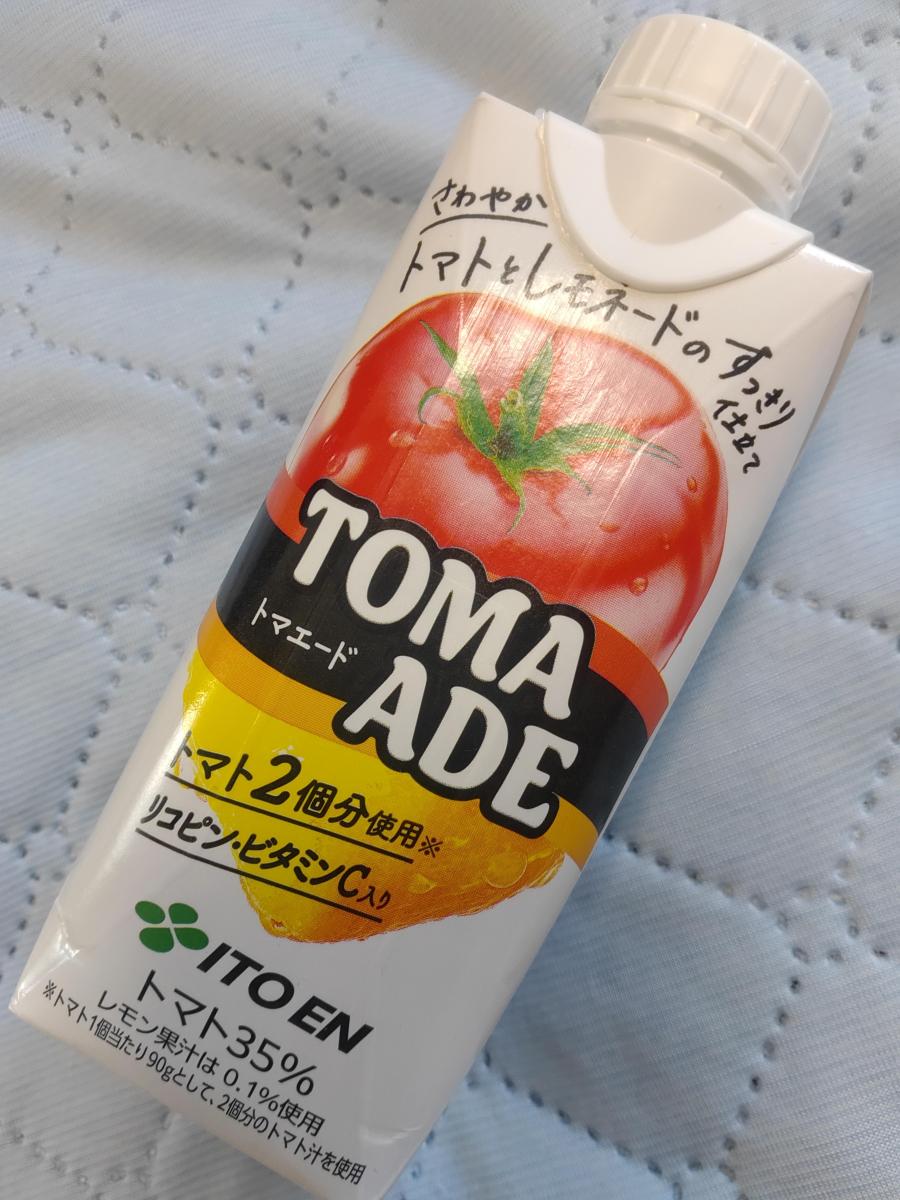 さわやか
トマトとレモネードのすっきり
仕立て
TOMA
トマエード
ADE
トマト2個分使用※
リコピン・ビタミンC入り
ITO EN
トマト35%
レモン果汁は 0.1%使用
※トマト1個当たり90gとして、2個分のトマト汁を使用